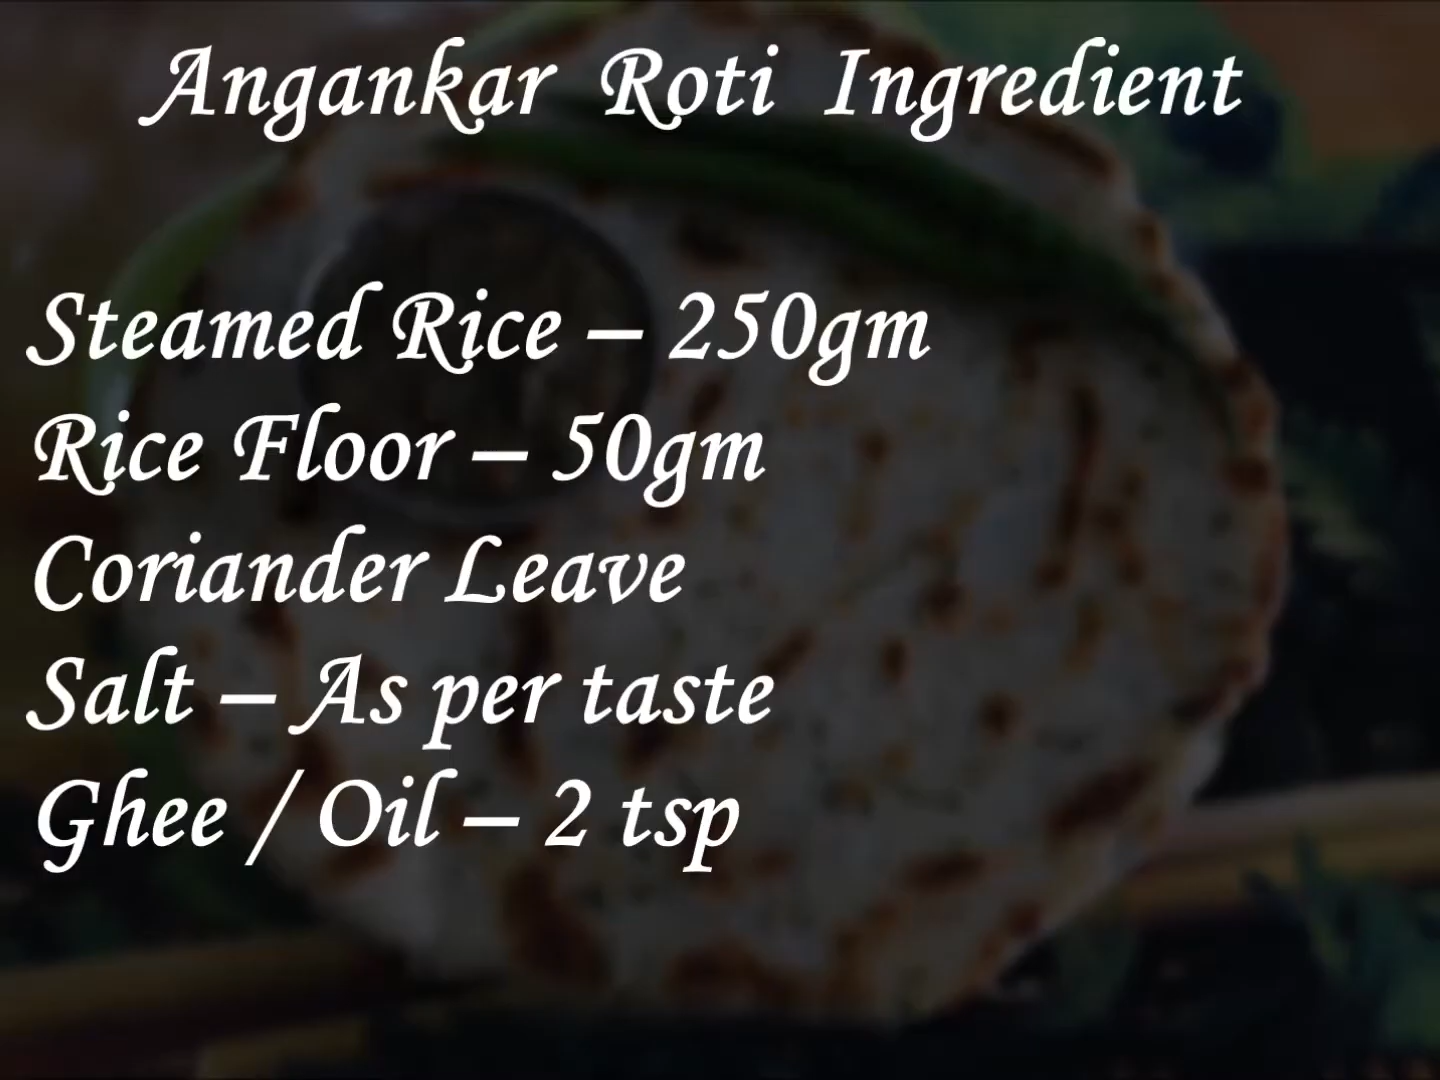 Angankar Roti Ingredient
Steamed Rice – 250gm
Rice Floor – 50gm
Coriander Leave
Salt – As per taste
Ghee / Oil – 2 tsp